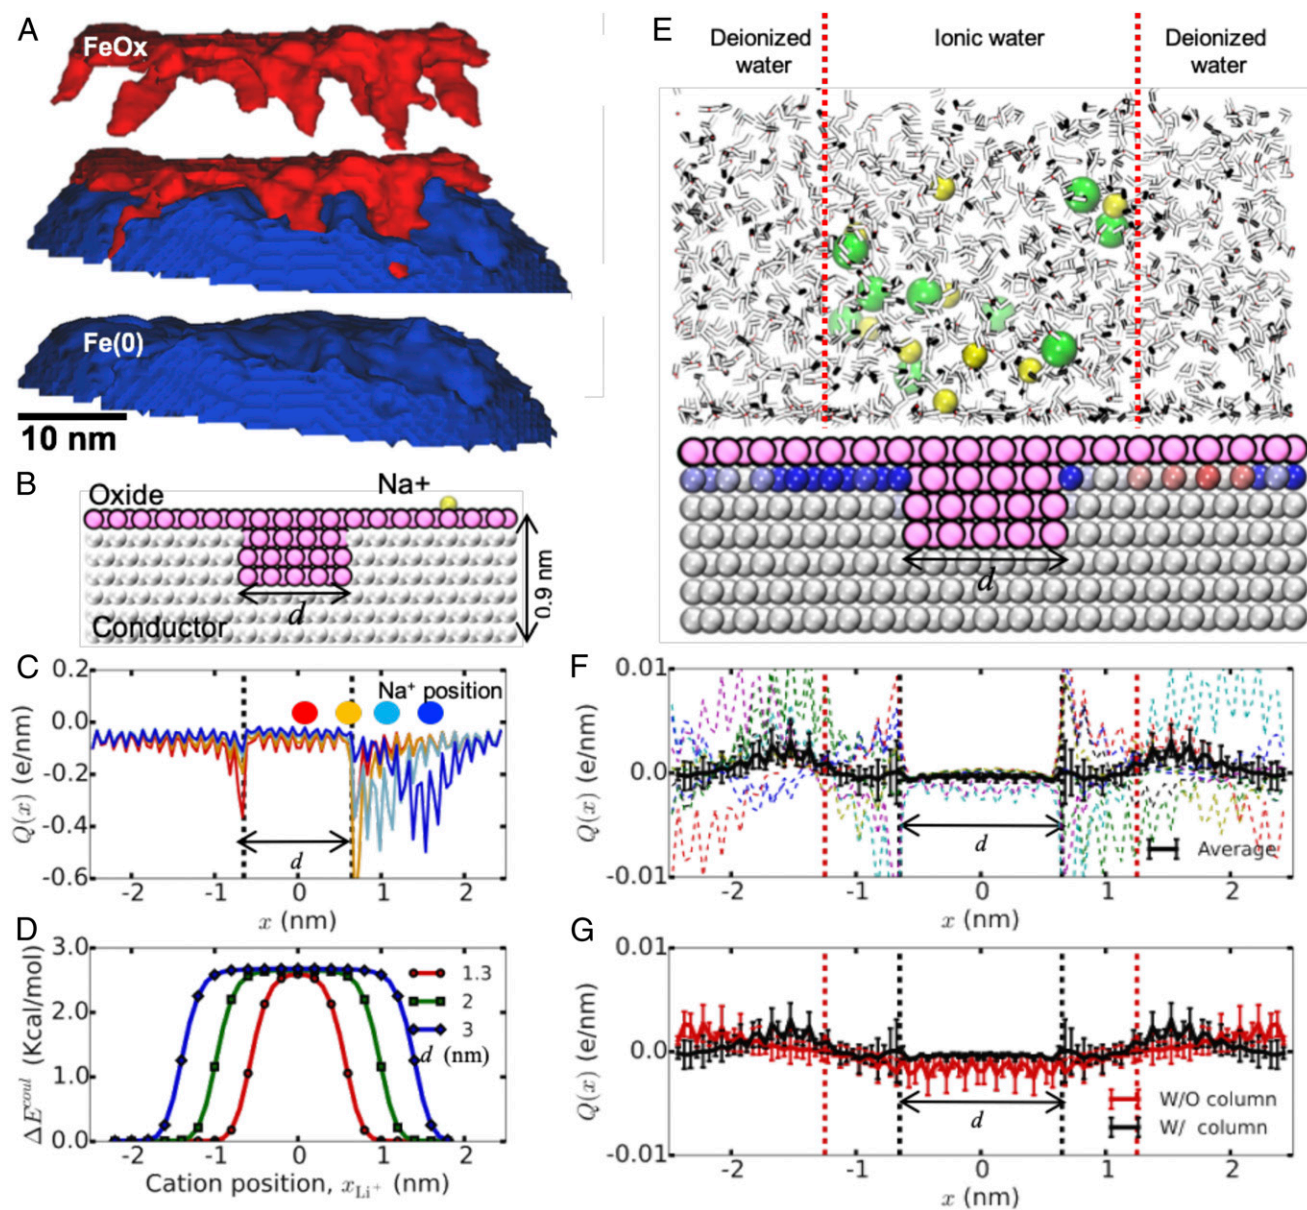 A
FeOx
Fe(0)
10 nm
B
Oxide
Na+
d
Conductor
0.9 nm
C
0.2
0.0
-0.2
-0.4
-0.6
Q(x) (e/nm)
Na⁺ position
d
-2 -1 0 1 2
x (nm)
D
3.0
2.0
1.0
0.0
ΔE^{coul} (Kcal/mol)
1.3
2
3
d (nm)
-2 -1 0 1 2
Cation position, x_{Li⁺} (nm)
E
Deionized water
Ionic water
Deionized water
d
F
0.01
0.0
-0.01
Q(x) (e/nm)
d
Average
-2 -1 0 1 2
x (nm)
G
0.01
0.0
-0.01
Q(x) (e/nm)
d
W/O column
W/ column
-2 -1 0 1 2
x (nm)